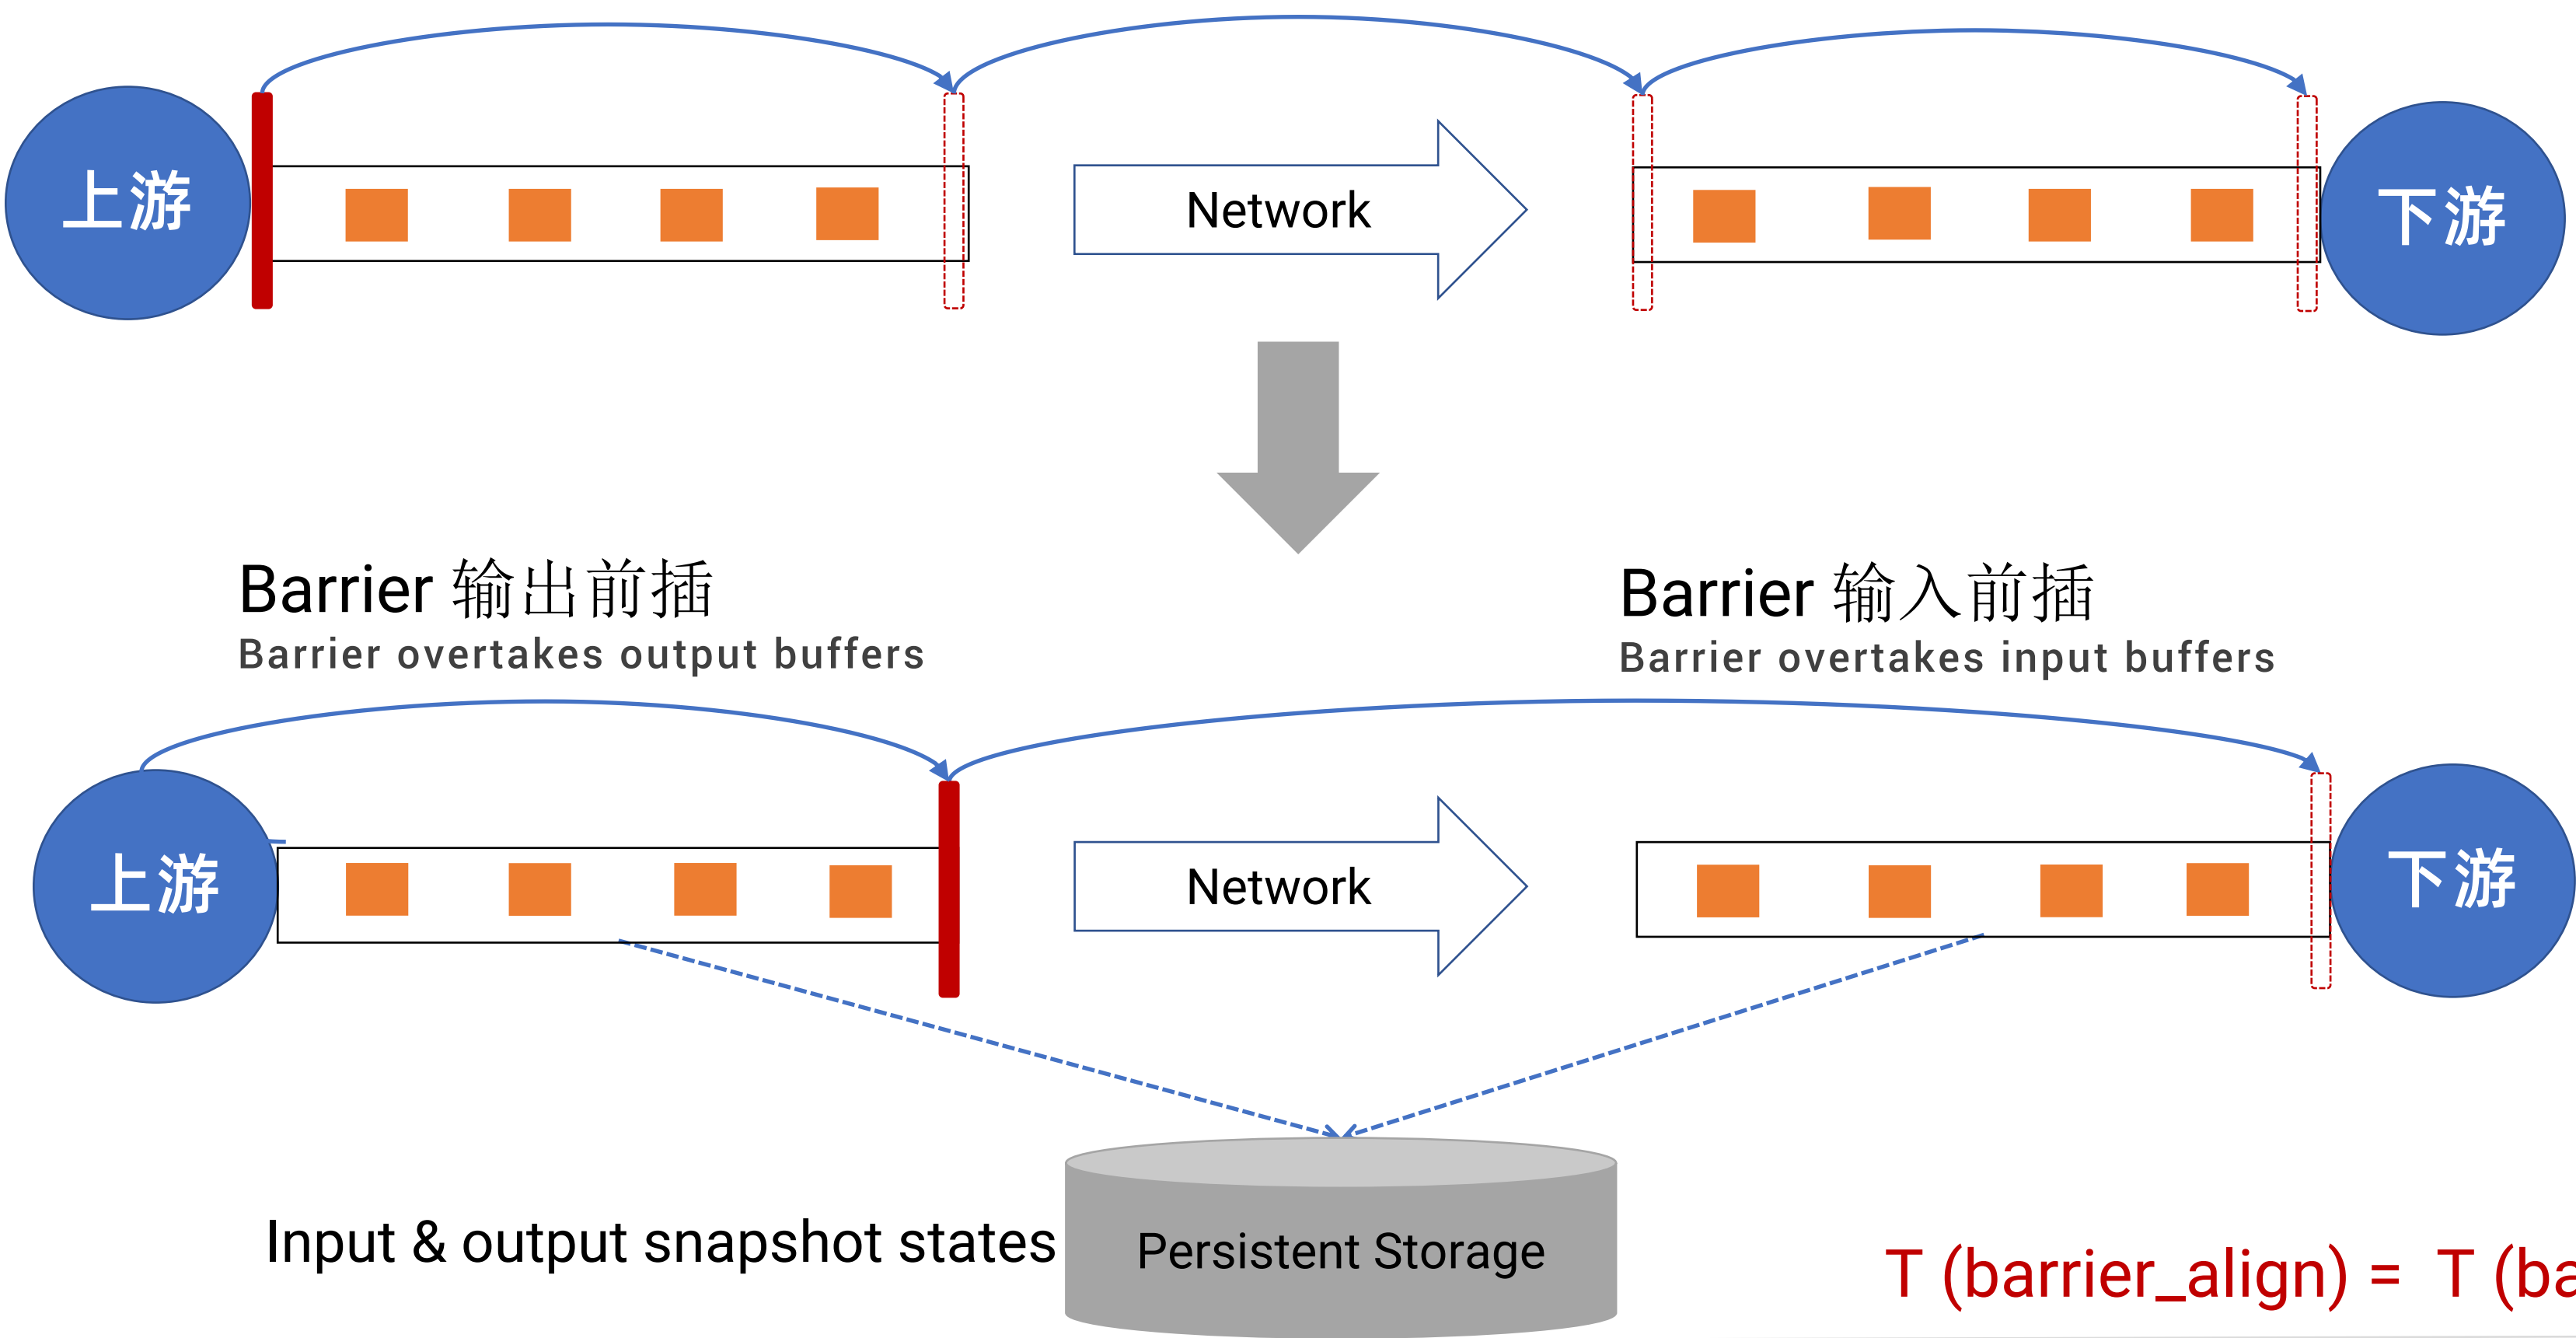 上游
Network
下游
Barrier 输出前插
Barrier overtakes output buffers
Barrier 输入前插
Barrier overtakes input buffers
上游
Network
下游
Input & output snapshot states
Persistent Storage
T (barrier_align) = T (